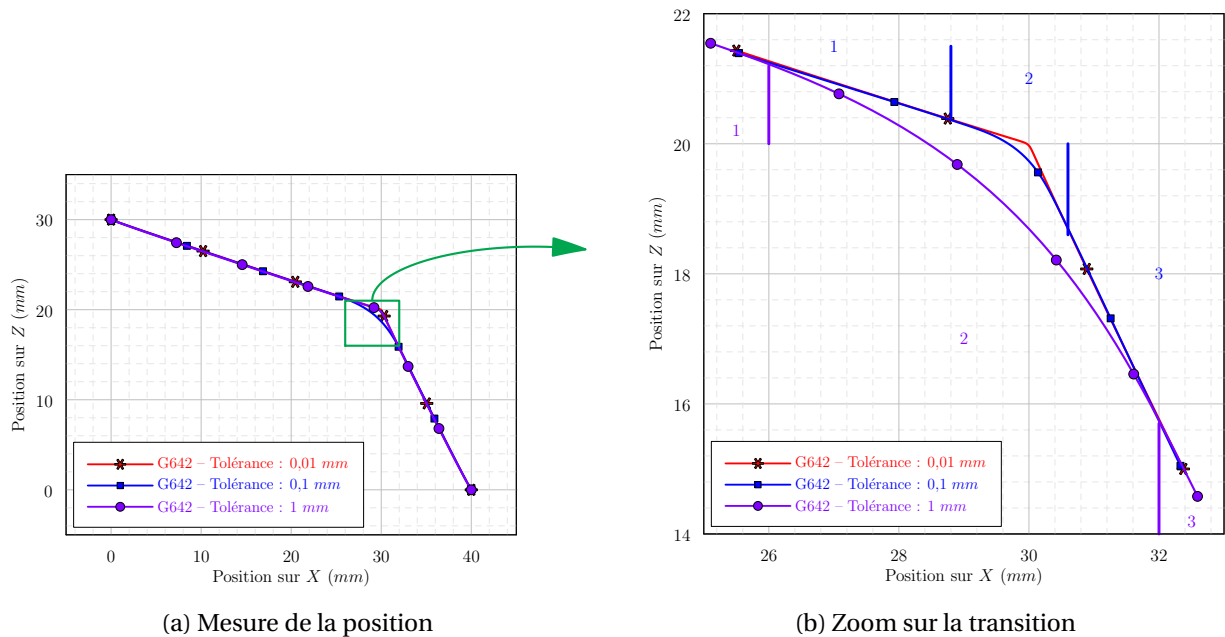 30
20
10
0
0
10
20
30
40
Position sur Z (mm)
Position sur X (mm)
G642 – Tolérance : 0,01 mm
G642 – Tolérance : 0,1 mm
G642 – Tolérance : 1 mm
(a) Mesure de la position
22
20
18
16
14
26
28
30
32
Position sur Z (mm)
Position sur X (mm)
1
2
3
1
2
3
G642 – Tolérance : 0,01 mm
G642 – Tolérance : 0,1 mm
G642 – Tolérance : 1 mm
(b) Zoom sur la transition